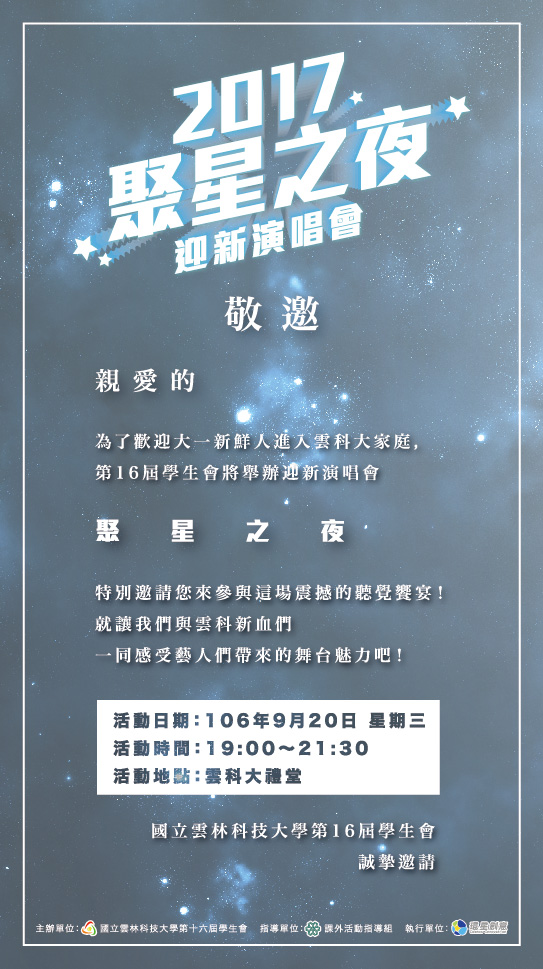 2017
聚星之夜
迎新演唱會
敬邀
親愛的
為了歡迎大一新鮮人進入雲科大家庭,
第16屆學生會將舉辦迎新演唱會
聚星之夜
特別邀請您來參與這場震撼的聽覺饗宴!
就讓我們與雲科新血們
一同感受藝人們帶來的舞台魅力吧!
活動日期:106年9月20日 星期三
活動時間:19:00~21:30
活動地點:雲科大禮堂
國立雲林科技大學第16屆學生會
誠摯邀請
主辦單位: 國立雲林科技大學第十六屆學生會 指導單位: 課外活動指導組 執行單位: